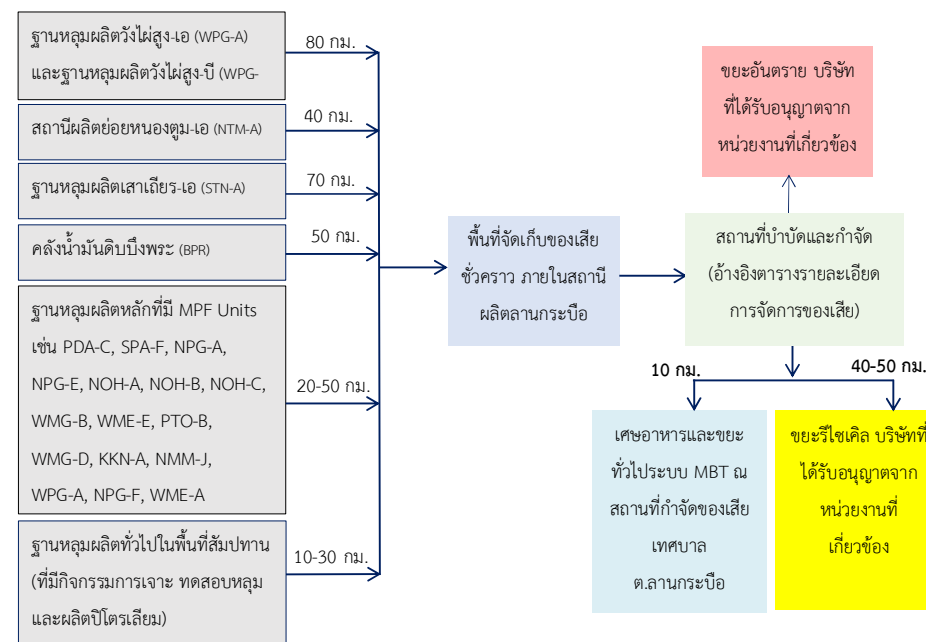 ฐานหลุมผลิตวังไผ่สูง-เอ (WPG-A)
และฐานหลุมผลิตวังไผ่สูง-บี (WPG-
80 กม.
สถานีผลิตย่อยหนองตูม-เอ (NTM-A)
40 กม.
ฐานหลุมผลิตเสาเถียร-เอ (STN-A)
70 กม.
คลังน้ำมันดิบบึงพระ (BPR)
50 กม.
ฐานหลุมผลิตหลักที่มี MPF Units
เช่น PDA-C, SPA-F, NPG-A,
NPG-E, NOH-A, NOH-B, NOH-C,
WMG-B, WME-E, PTO-B,
WMG-D, KKN-A, NMM-J,
WPG-A, NPG-F, WME-A
20-50 กม.
ฐานหลุมผลิตทั่วไปในพื้นที่สัมปทาน
(ที่มีกิจกรรมการเจาะ ทดสอบหลุม
และผลิตปิโตรเลียม)
10-30 กม.
พื้นที่จัดเก็บของเสีย
ชั่วคราว ภายในสถานี
ผลิตลานกระบือ
ขยะอันตราย บริษัท
ที่ได้รับอนุญาตจาก
หน่วยงานที่เกี่ยวข้อง
สถานที่บำบัดและกำจัด
(อ้างอิงตารางรายละเอียด
การจัดการของเสีย)
10 กม.
40-50 กม.
เศษอาหารและขยะ
ทั่วไประบบ MBT ณ
สถานที่กำจัดของเสีย
เทศบาล
ต.ลานกระบือ
ขยะรีไซเคิล บริษัทที่
ได้รับอนุญาตจาก
หน่วยงานที่
เกี่ยวข้อง